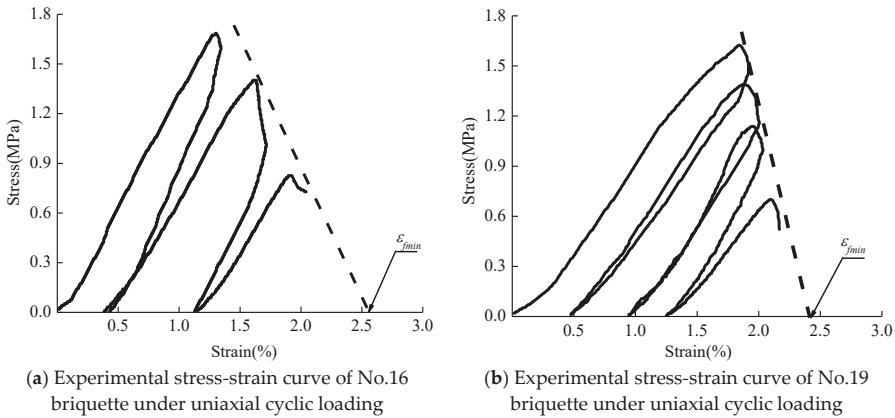 1.8
1.5
1.2
0.9
0.6
0.3
0.0
Stress(MPa)
0.5
1.0
1.5
2.0
2.5
3.0
Strain(%)
εfmin
(a) Experimental stress-strain curve of No.16
briquette under uniaxial cyclic loading
1.8
1.5
1.2
0.9
0.6
0.3
0.0
Stress(MPa)
0.5
1.0
1.5
2.0
2.5
3.0
Strain(%)
εfmin
(b) Experimental stress-strain curve of No.19
briquette under uniaxial cyclic loading